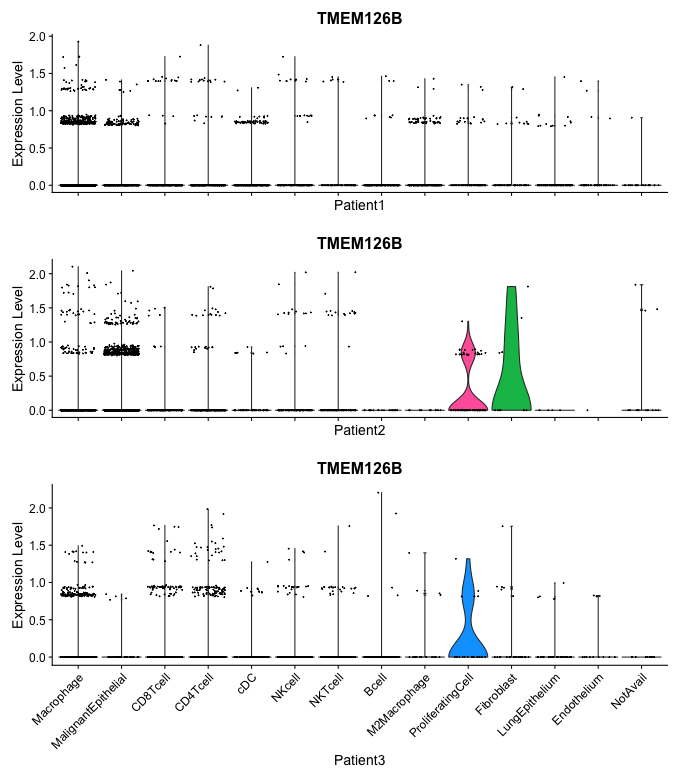 TMEM126B
Expression Level
2.0
1.5
1.0
0.5
0.0
Patient1
TMEM126B
Expression Level
2.0
1.5
1.0
0.5
0.0
Patient2
TMEM126B
Expression Level
2.0
1.5
1.0
0.5
0.0
Macrophage
MalignantEpithelial
CD8Tcell
CD4Tcell
cDC
NKcell
NKTcell
Bcell
M2Macrophage
ProliferatingCell
Fibroblast
LungEpithelium
Endothelium
NotAvail
Patient3